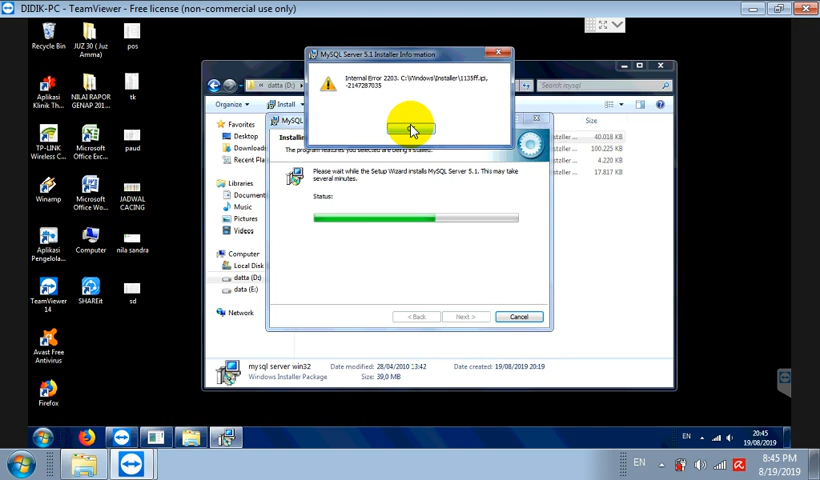 DIDIK-PC - TeamViewer - Free license (non-commercial use only)
Recycle Bin
JUZ 30 ( Juz Amma)
pos
Aplikasi Klinik Th...
NILAI RAPOR GENAP 201...
tk
TP-LINK Wireless C...
Microsoft Office Exc...
paud
Winamp
Microsoft Office Wo...
JADWAL CACING
Aplikasi Pengelola...
Computer
nila sandra
TeamViewer 14
SHAREit
sd
Avast Free Antivirus
Firefox
datta (D:)
Search mysql
Organize
Install
Favorites
Desktop
Downloads
Recent Pla
Libraries
Document
Music
Pictures
Videos
Computer
Local Disk
datta (D:)
data (E:)
Network
Size
40.018 KB
100.225 KB
4.220 KB
17.817 KB
MySQL Server 5.1 Installer Information
Internal Error 2203. C:\Windows\Installer\1135ff.ipi,
-2147287035
MySQL
Installin
The program features you selected are being installed.
Please wait while the Setup Wizard installs MySQL Server 5.1. This may take
several minutes.
Status:
< Back
Next >
Cancel
mysql server win32
Date modified: 28/04/2010 13:42
Date created: 19/08/2019 20:19
Windows Installer Package
Size: 39,0 MB
EN
20:45
19/08/2019
EN
8:45 PM
8/19/2019